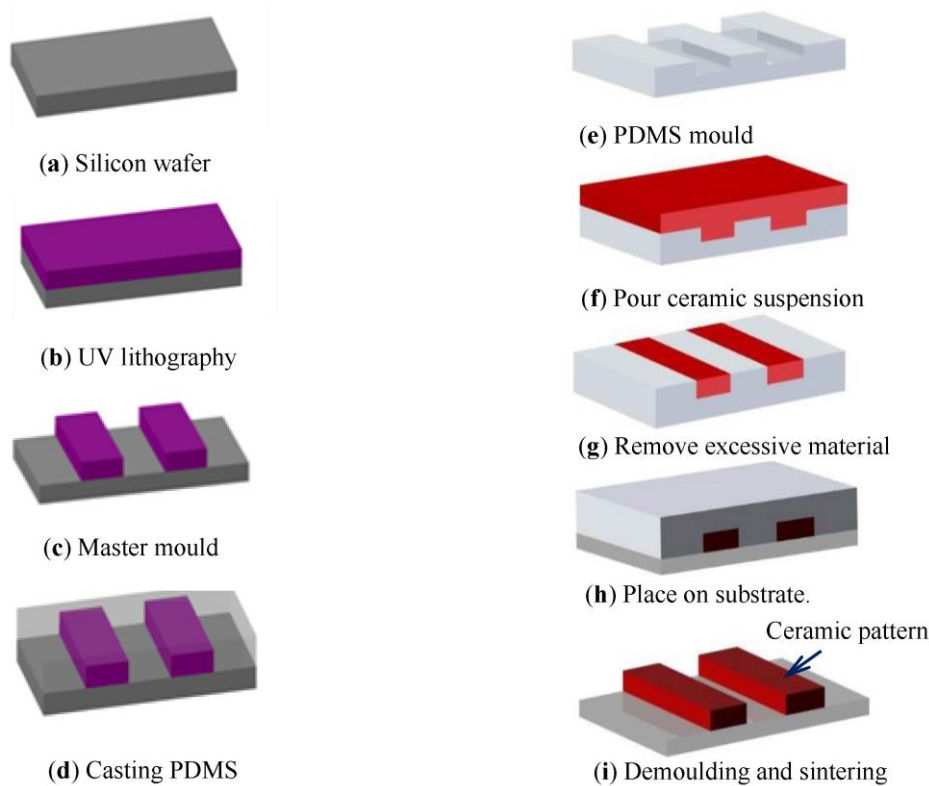 (a) Silicon wafer
(b) UV lithography
(c) Master mould
(d) Casting PDMS
(e) PDMS mould
(f) Pour ceramic suspension
(g) Remove excessive material
(h) Place on substrate.
Ceramic pattern
(i) Demoulding and sintering